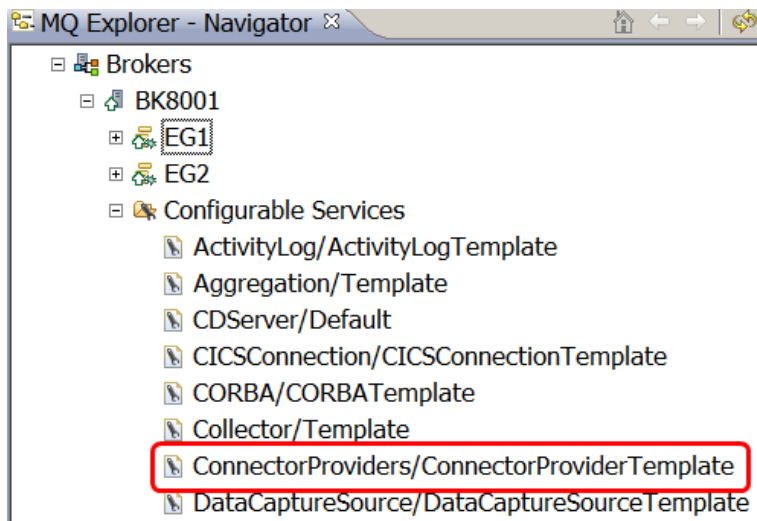 MQ Explorer - Navigator
Brokers
BK8001
EG1
EG2
Configurable Services
ActivityLog/ActivityLogTemplate
Aggregation/Template
CDServer/Default
CICSConnection/CICSConnectionTemplate
CORBA/CORBATemplate
Collector/Template
ConnectorProviders/ConnectorProviderTemplate
DataCaptureSource/DataCaptureSourceTemplate